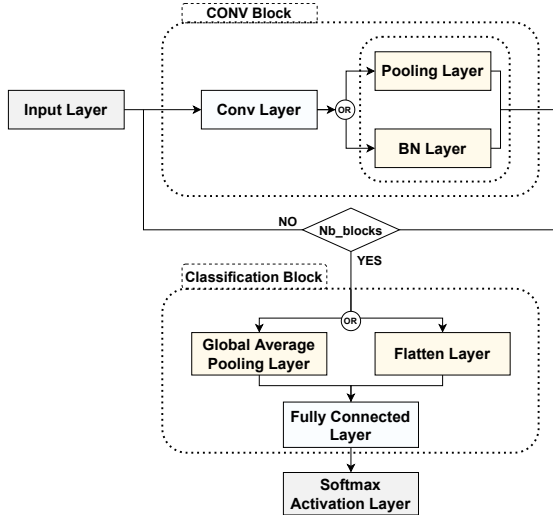 CONV Block
Pooling Layer
Input Layer
Conv Layer
OR
BN Layer
NO
Nb_blocks
YES
Classification Block
OR
Global Average
Pooling Layer
Flatten Layer
Fully Connected
Layer
Softmax
Activation Layer